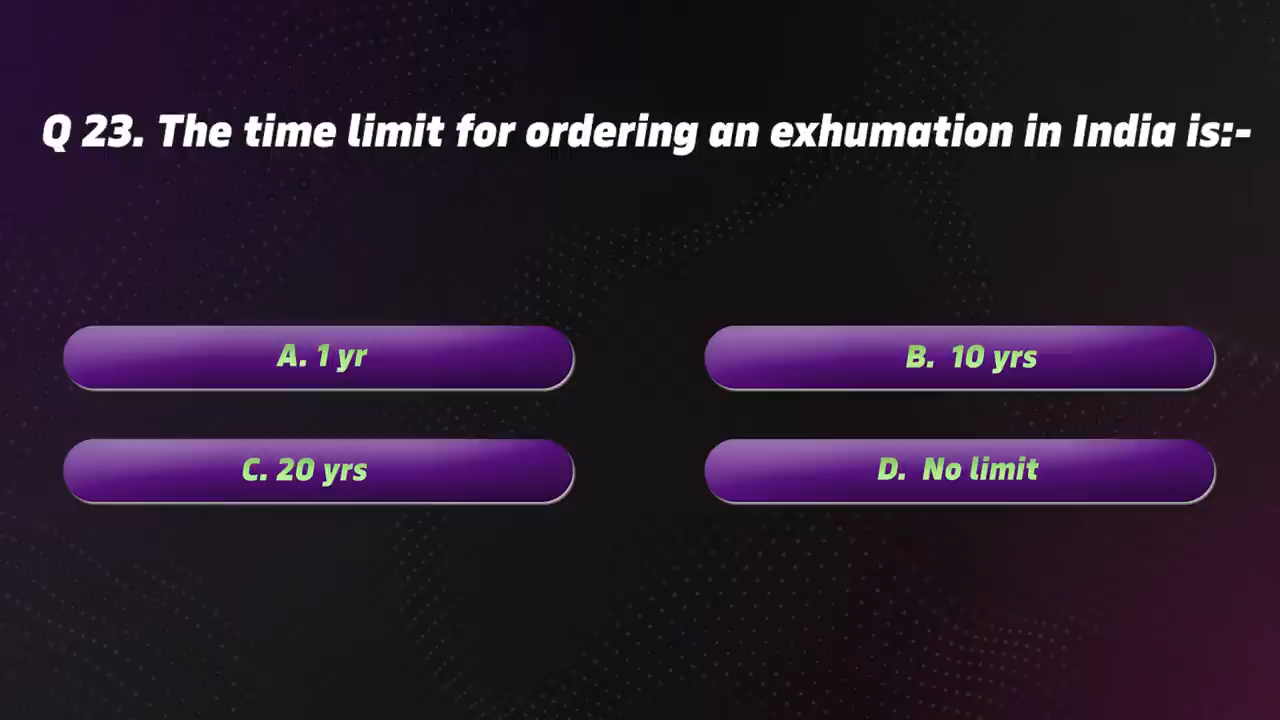 Q 23. The time limit for ordering an exhumation in India is:-
A. 1 yr
B. 10 yrs
C. 20 yrs
D. No limit